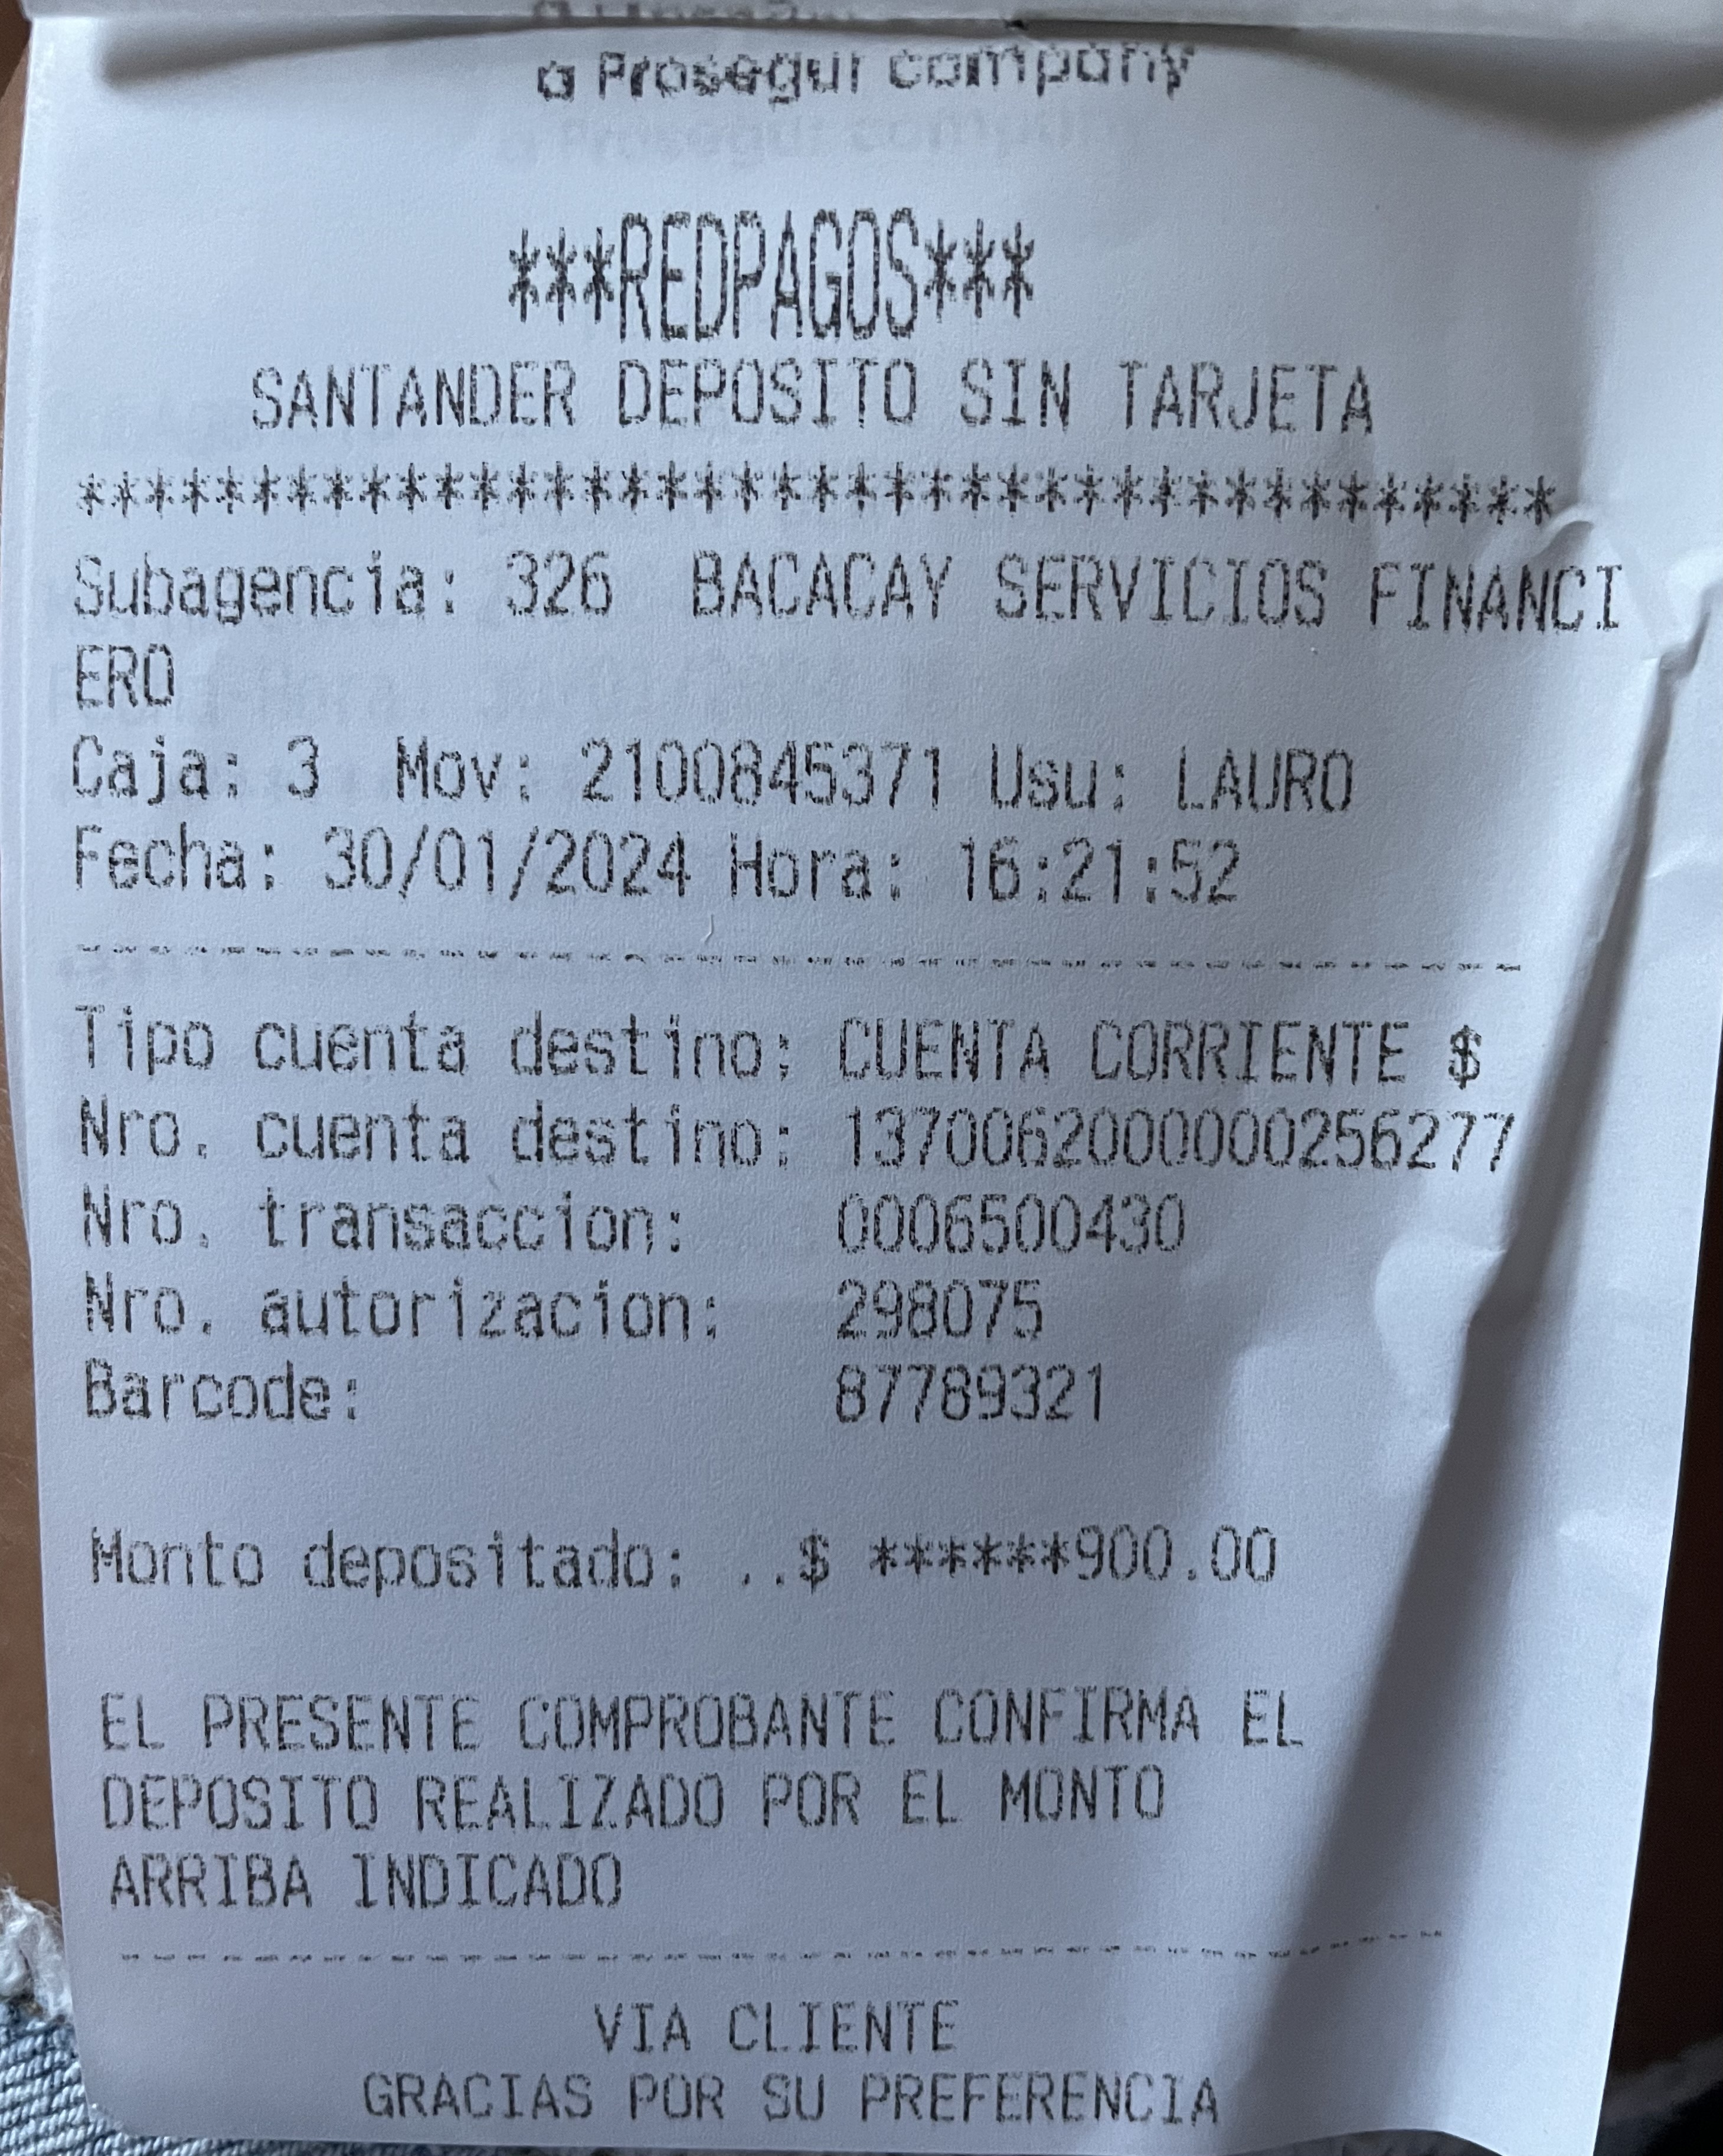 a Prosegur company
***REDPAGOS***
SANTANDER DEPOSITO SIN TARJETA
*****************************************
Subagencia: 326  BACACAY SERVICIOS FINANCI
ERO
Caja: 3  Mov: 2100845371 Usu: LAURO
Fecha: 30/01/2024 Hora: 16:21:52
----------------------------------------
Tipo cuenta destino: CUENTA CORRIENTE $
Nro. cuenta destino: 1370062000000256277
Nro. transaccion:    0006500430
Nro. autorizacion:   298075
Barcode:             87789321
Monto depositado: ..$ ******900.00
EL PRESENTE COMPROBANTE CONFIRMA EL
DEPOSITO REALIZADO POR EL MONTO
ARRIBA INDICADO
----------------------------------------
VIA CLIENTE
GRACIAS POR SU PREFERENCIA